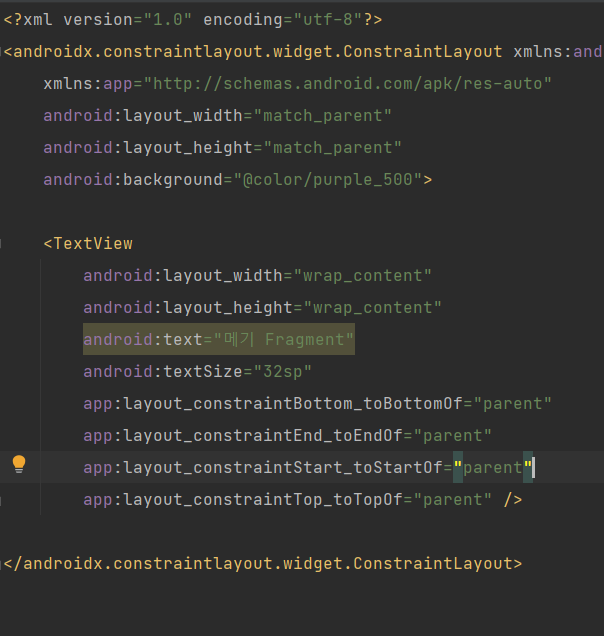 <?xml version="1.0" encoding="utf-8"?>
<androidx.constraintlayout.widget.ConstraintLayout xmlns:and
xmlns:app="http://schemas.android.com/apk/res-auto"
android:layout_width="match_parent"
android:layout_height="match_parent"
android:background="@color/purple_500">
<TextView
android:layout_width="wrap_content"
android:layout_height="wrap_content"
android:text="메기 Fragment"
android:textSize="32sp"
app:layout_constraintBottom_toBottomOf="parent"
app:layout_constraintEnd_toEndOf="parent"
app:layout_constraintStart_toStartOf="parent"
app:layout_constraintTop_toTopOf="parent" />
</androidx.constraintlayout.widget.ConstraintLayout>